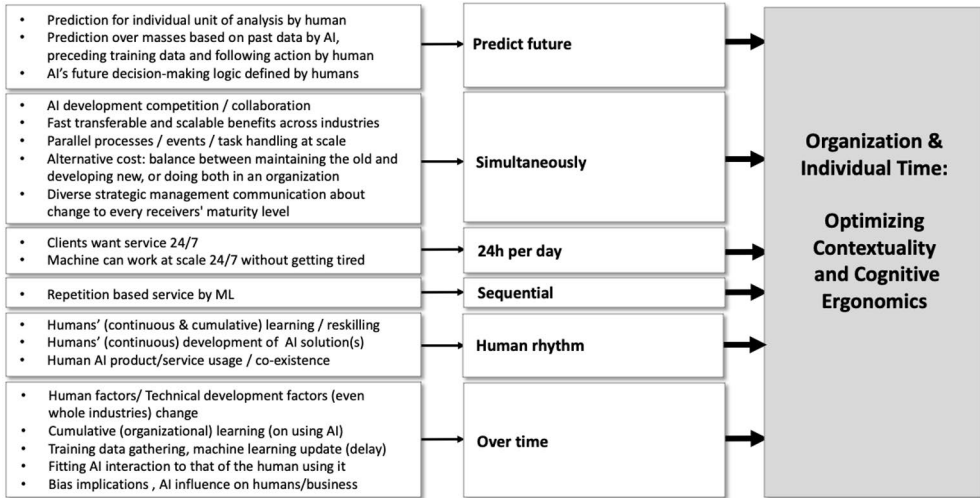 • Prediction for individual unit of analysis by human
• Prediction over masses based on past data by AI,
preceding training data and following action by human
• AI's future decision-making logic defined by humans
Predict future
• AI development competition / collaboration
• Fast transferable and scalable benefits across industries
• Parallel processes / events / task handling at scale
• Alternative cost: balance between maintaining the old and
developing new, or doing both in an organization
• Diverse strategic management communication about
change to every receivers' maturity level
Simultaneously
• Clients want service 24/7
• Machine can work at scale 24/7 without getting tired
24h per day
• Repetition based service by ML
Sequential
• Humans' (continuous & cumulative) learning / reskilling
• Humans' (continuous) development of AI solution(s)
• Human AI product/service usage / co-existence
Human rhythm
• Human factors/ Technical development factors (even
whole industries) change
• Cumulative (organizational) learning (on using AI)
• Training data gathering, machine learning update (delay)
• Fitting AI interaction to that of the human using it
• Bias implications , AI influence on humans/business
Over time
Organization &
Individual Time:
Optimizing
Contextuality
and Cognitive
Ergonomics